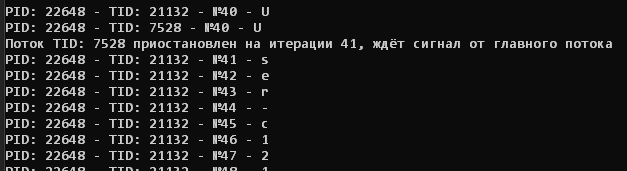 PID: 22648 - TID: 21132 - №40 - U
PID: 22648 - TID: 7528 - №40 - U
Поток TID: 7528 приостановлен на итерации 41, ждёт сигнал от главного потока
PID: 22648 - TID: 21132 - №41 - s
PID: 22648 - TID: 21132 - №42 - e
PID: 22648 - TID: 21132 - №43 - r
PID: 22648 - TID: 21132 - №44 - -
PID: 22648 - TID: 21132 - №45 - c
PID: 22648 - TID: 21132 - №46 - 1
PID: 22648 - TID: 21132 - №47 - 2
PID: 22648 - TID: 21132 - №48 - 1